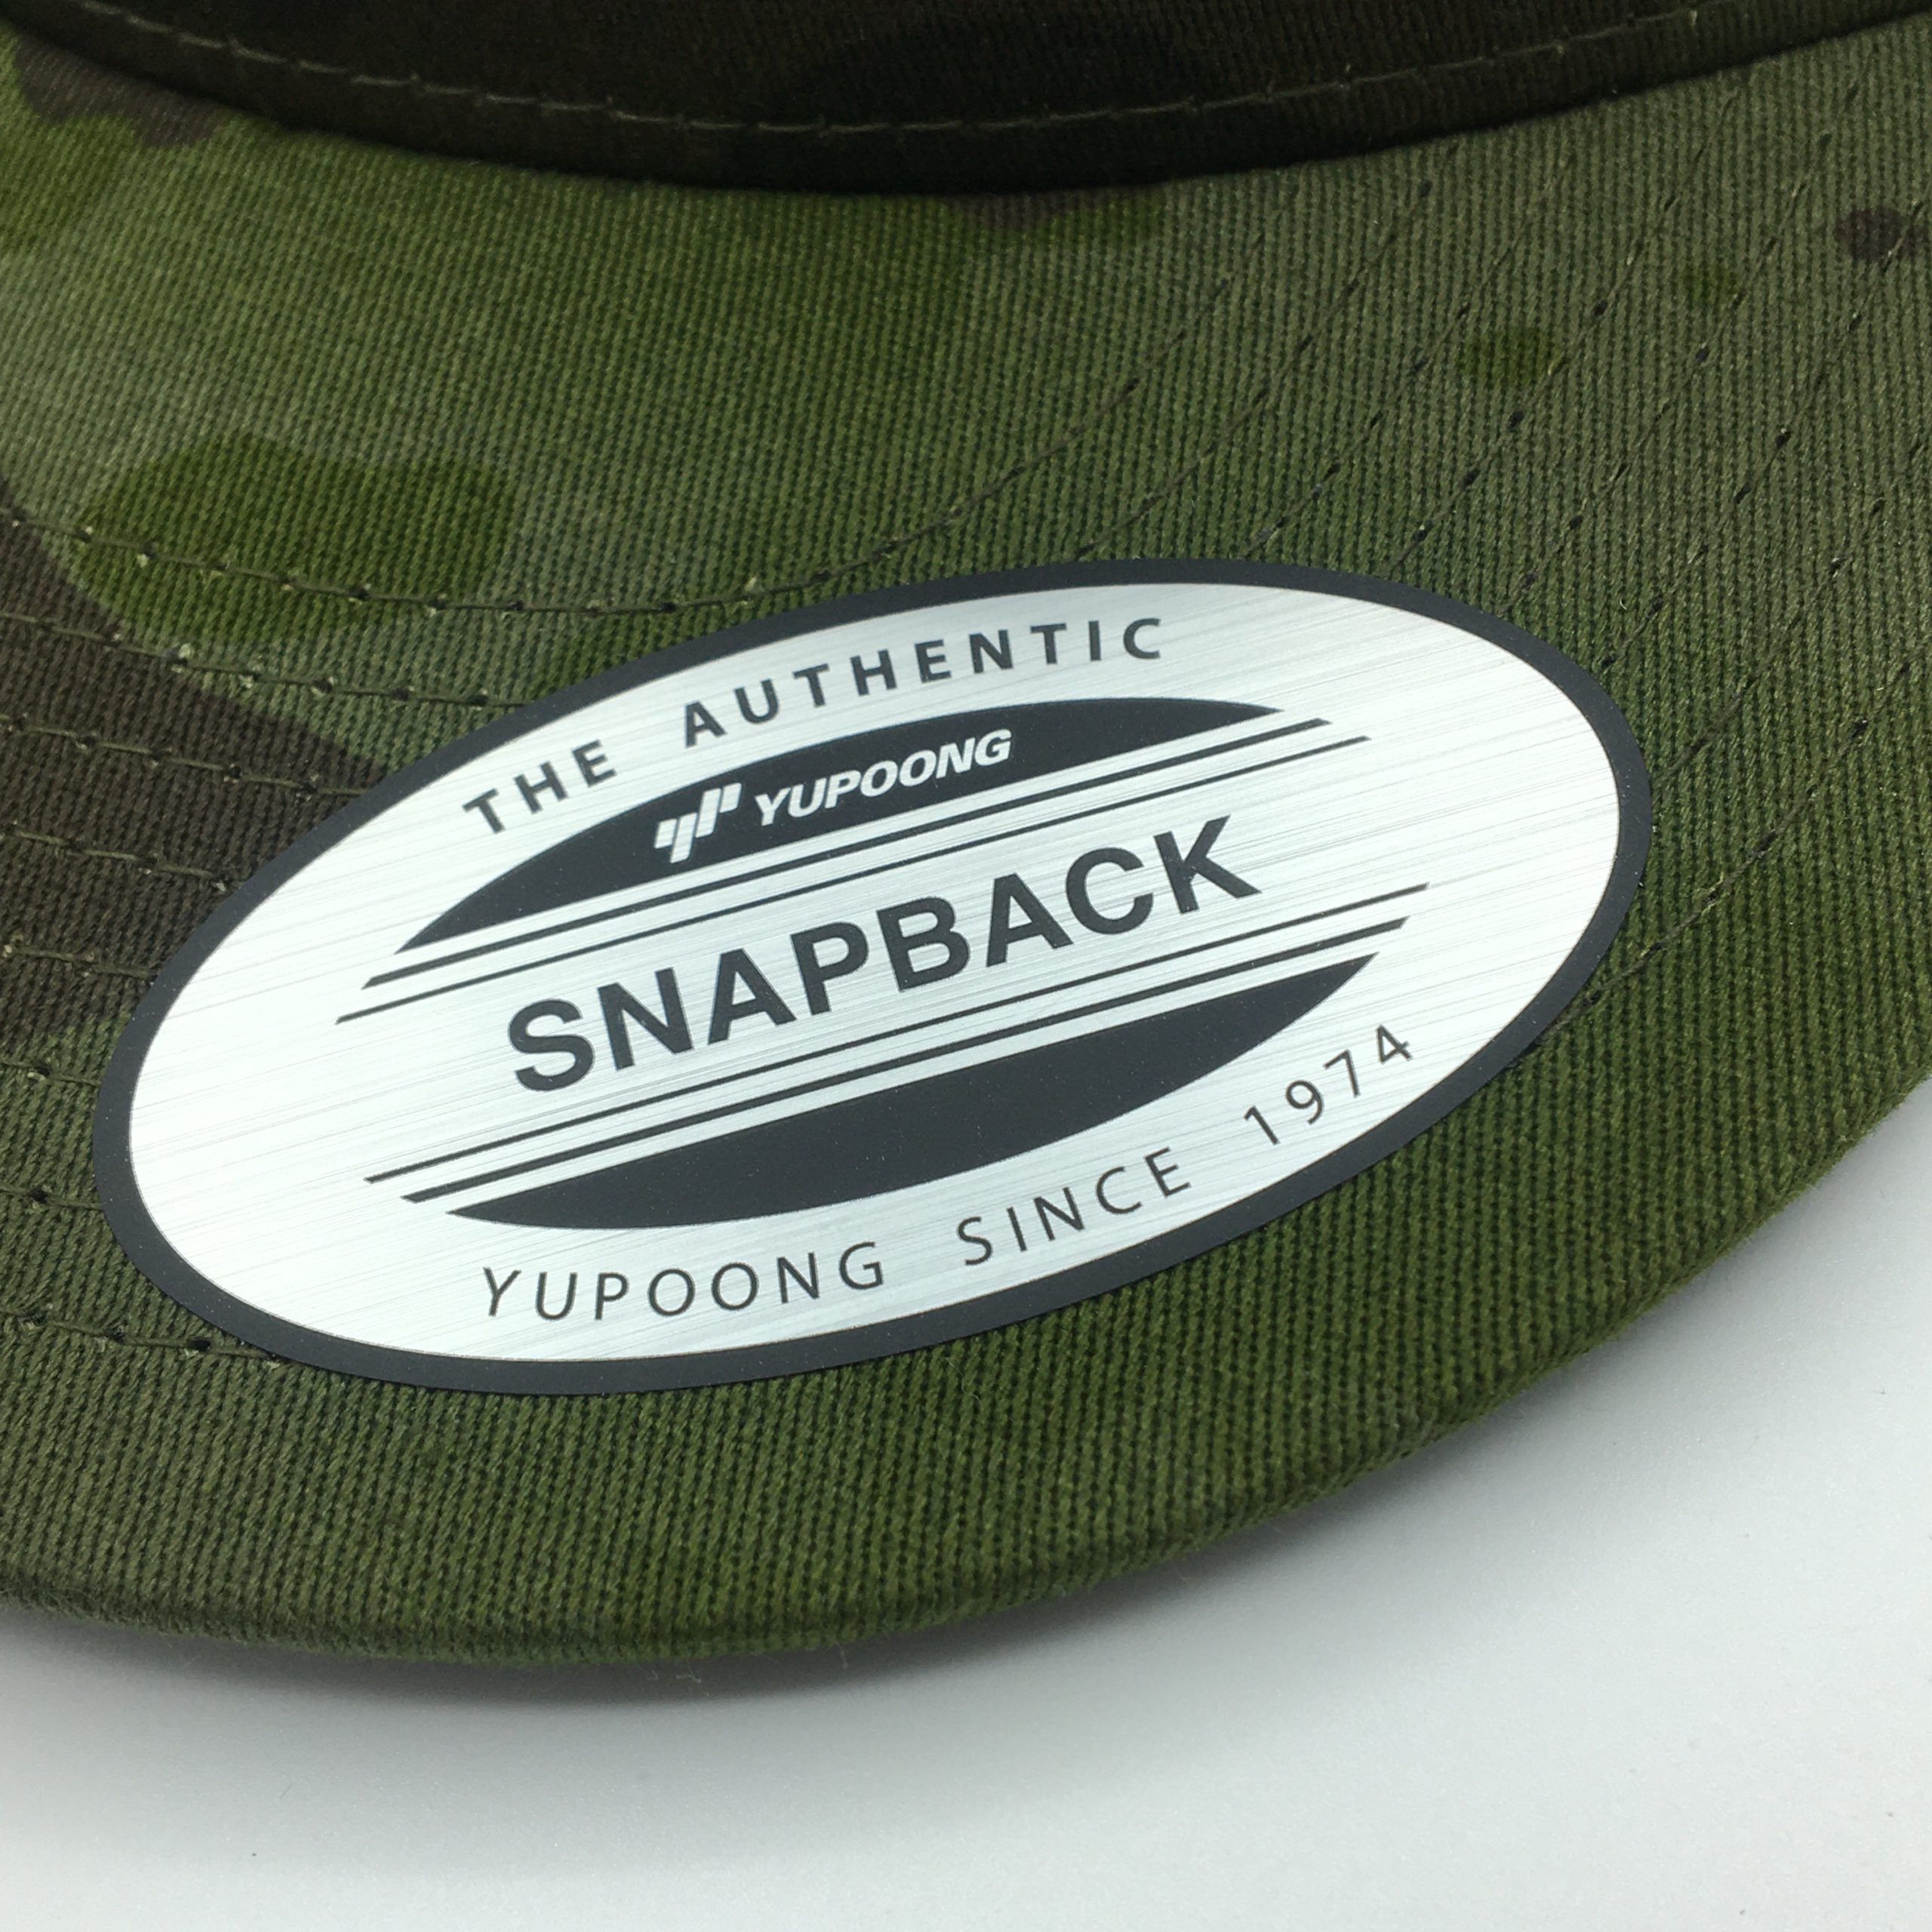 THE AUTHENTIC
YUPOONG
SNAPBACK
YUPOONG SINCE 1974